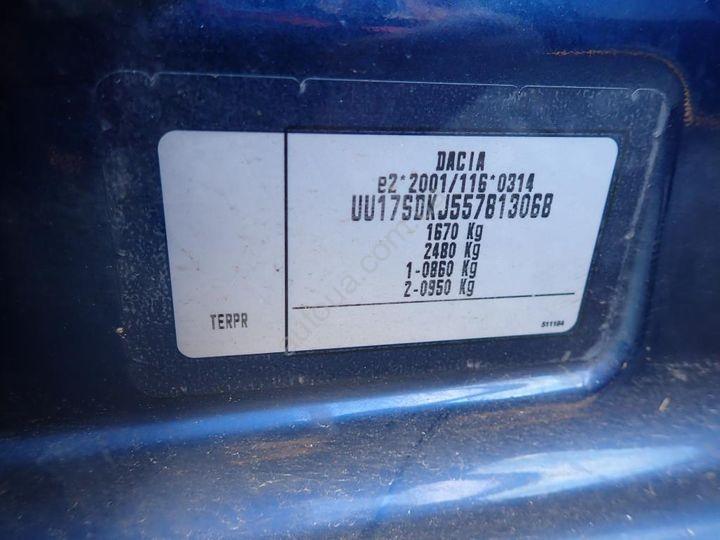 DACIA
e2*2001/116*0314
UU17SDKJ557813068
1670 Kg
2480 Kg
1-0860 Kg
2-0950 Kg
TERPR
511184